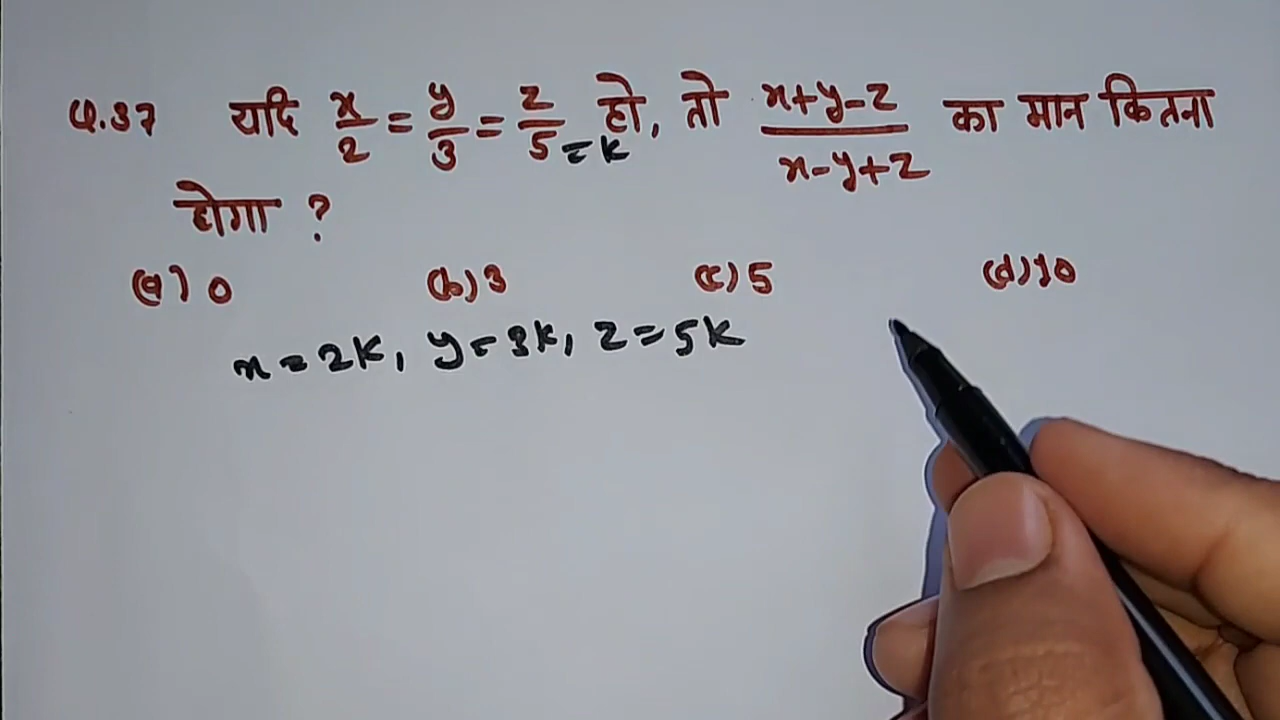 Q.37 यदि x/2 = y/3 = z/5 = k हो, तो (x+y-z)/(x-y+z) का मान कितना
होगा ?
(a) 0 (b) 3 (c) 5 (d) 10
x = 2k, y = 3k, z = 5k